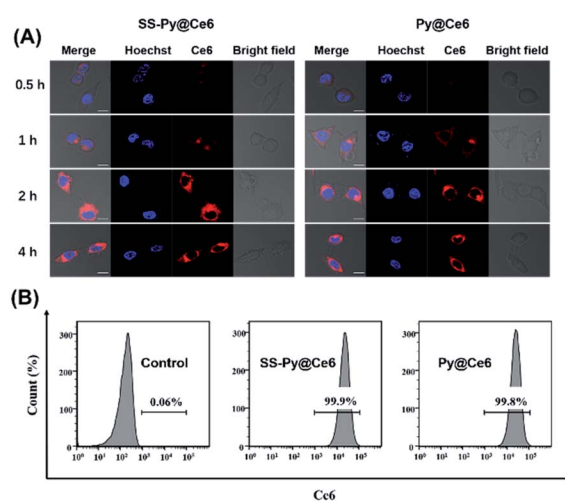 (A)
SS-Py@Ce6 Py@Ce6
Merge Hoechst Ce6 Bright field Merge Hoechst Ce6 Bright field
0.5 h
1 h
2 h
4 h
(B)
Count (%)
300
200
100
0
Control
0.06%
10⁰ 10¹ 10² 10³ 10⁴ 10⁵
300
200
100
0
SS-Py@Ce6
99.9%
10⁰ 10¹ 10² 10³ 10⁴ 10⁵
300
200
100
0
Py@Ce6
99.8%
10⁰ 10¹ 10² 10³ 10⁴ 10⁵
Ce6